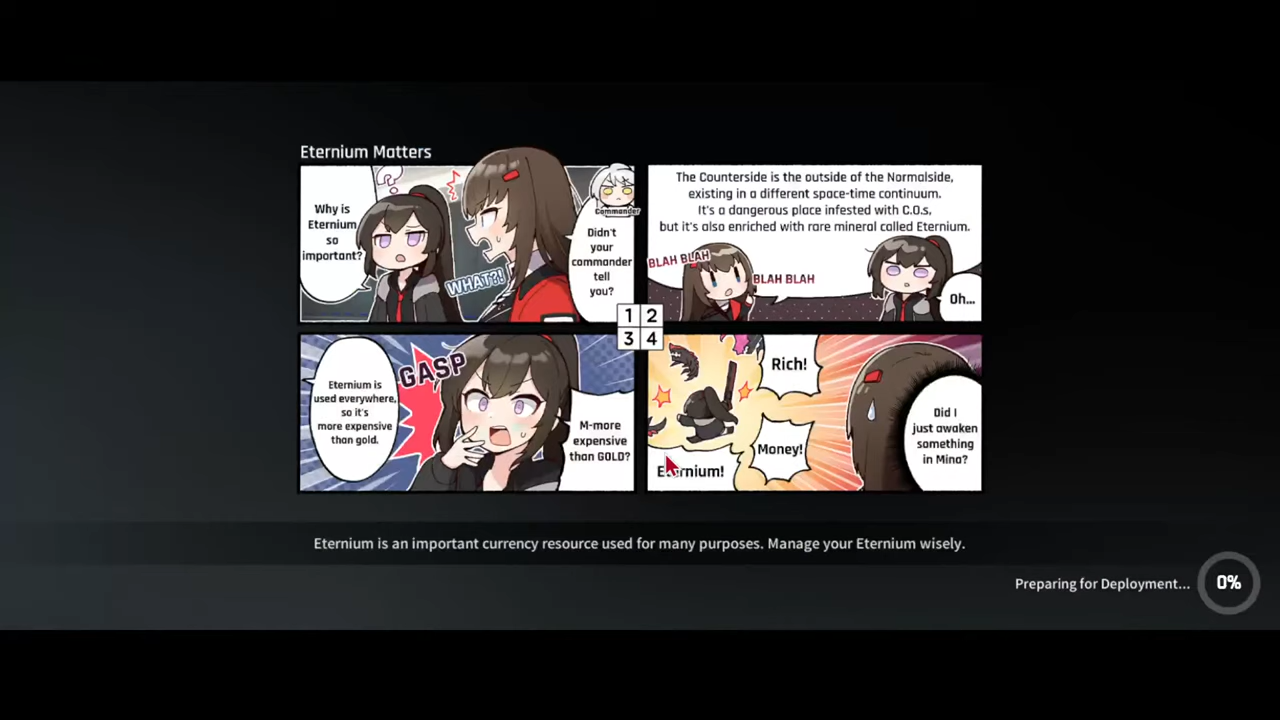 Eternium Matters
Why is
Eternium
so
important?
WHAT?!
Commander
Didn't
your
commander
tell
you?
The Counterside is the outside of the Normalside,
existing in a different space-time continuum.
It's a dangerous place infested with C.O.s,
but it's also enriched with rare mineral called Eternium.
BLAH BLAH
BLAH BLAH
Oh...
1 2
3 4
Eternium is
used everywhere,
so it's
more expensive
than gold.
GASP
M-more
expensive
than GOLD?
Rich!
Money!
Eternium!
Did I
just awaken
something
in Mina?
Eternium is an important currency resource used for many purposes. Manage your Eternium wisely.
Preparing for Deployment...
0%